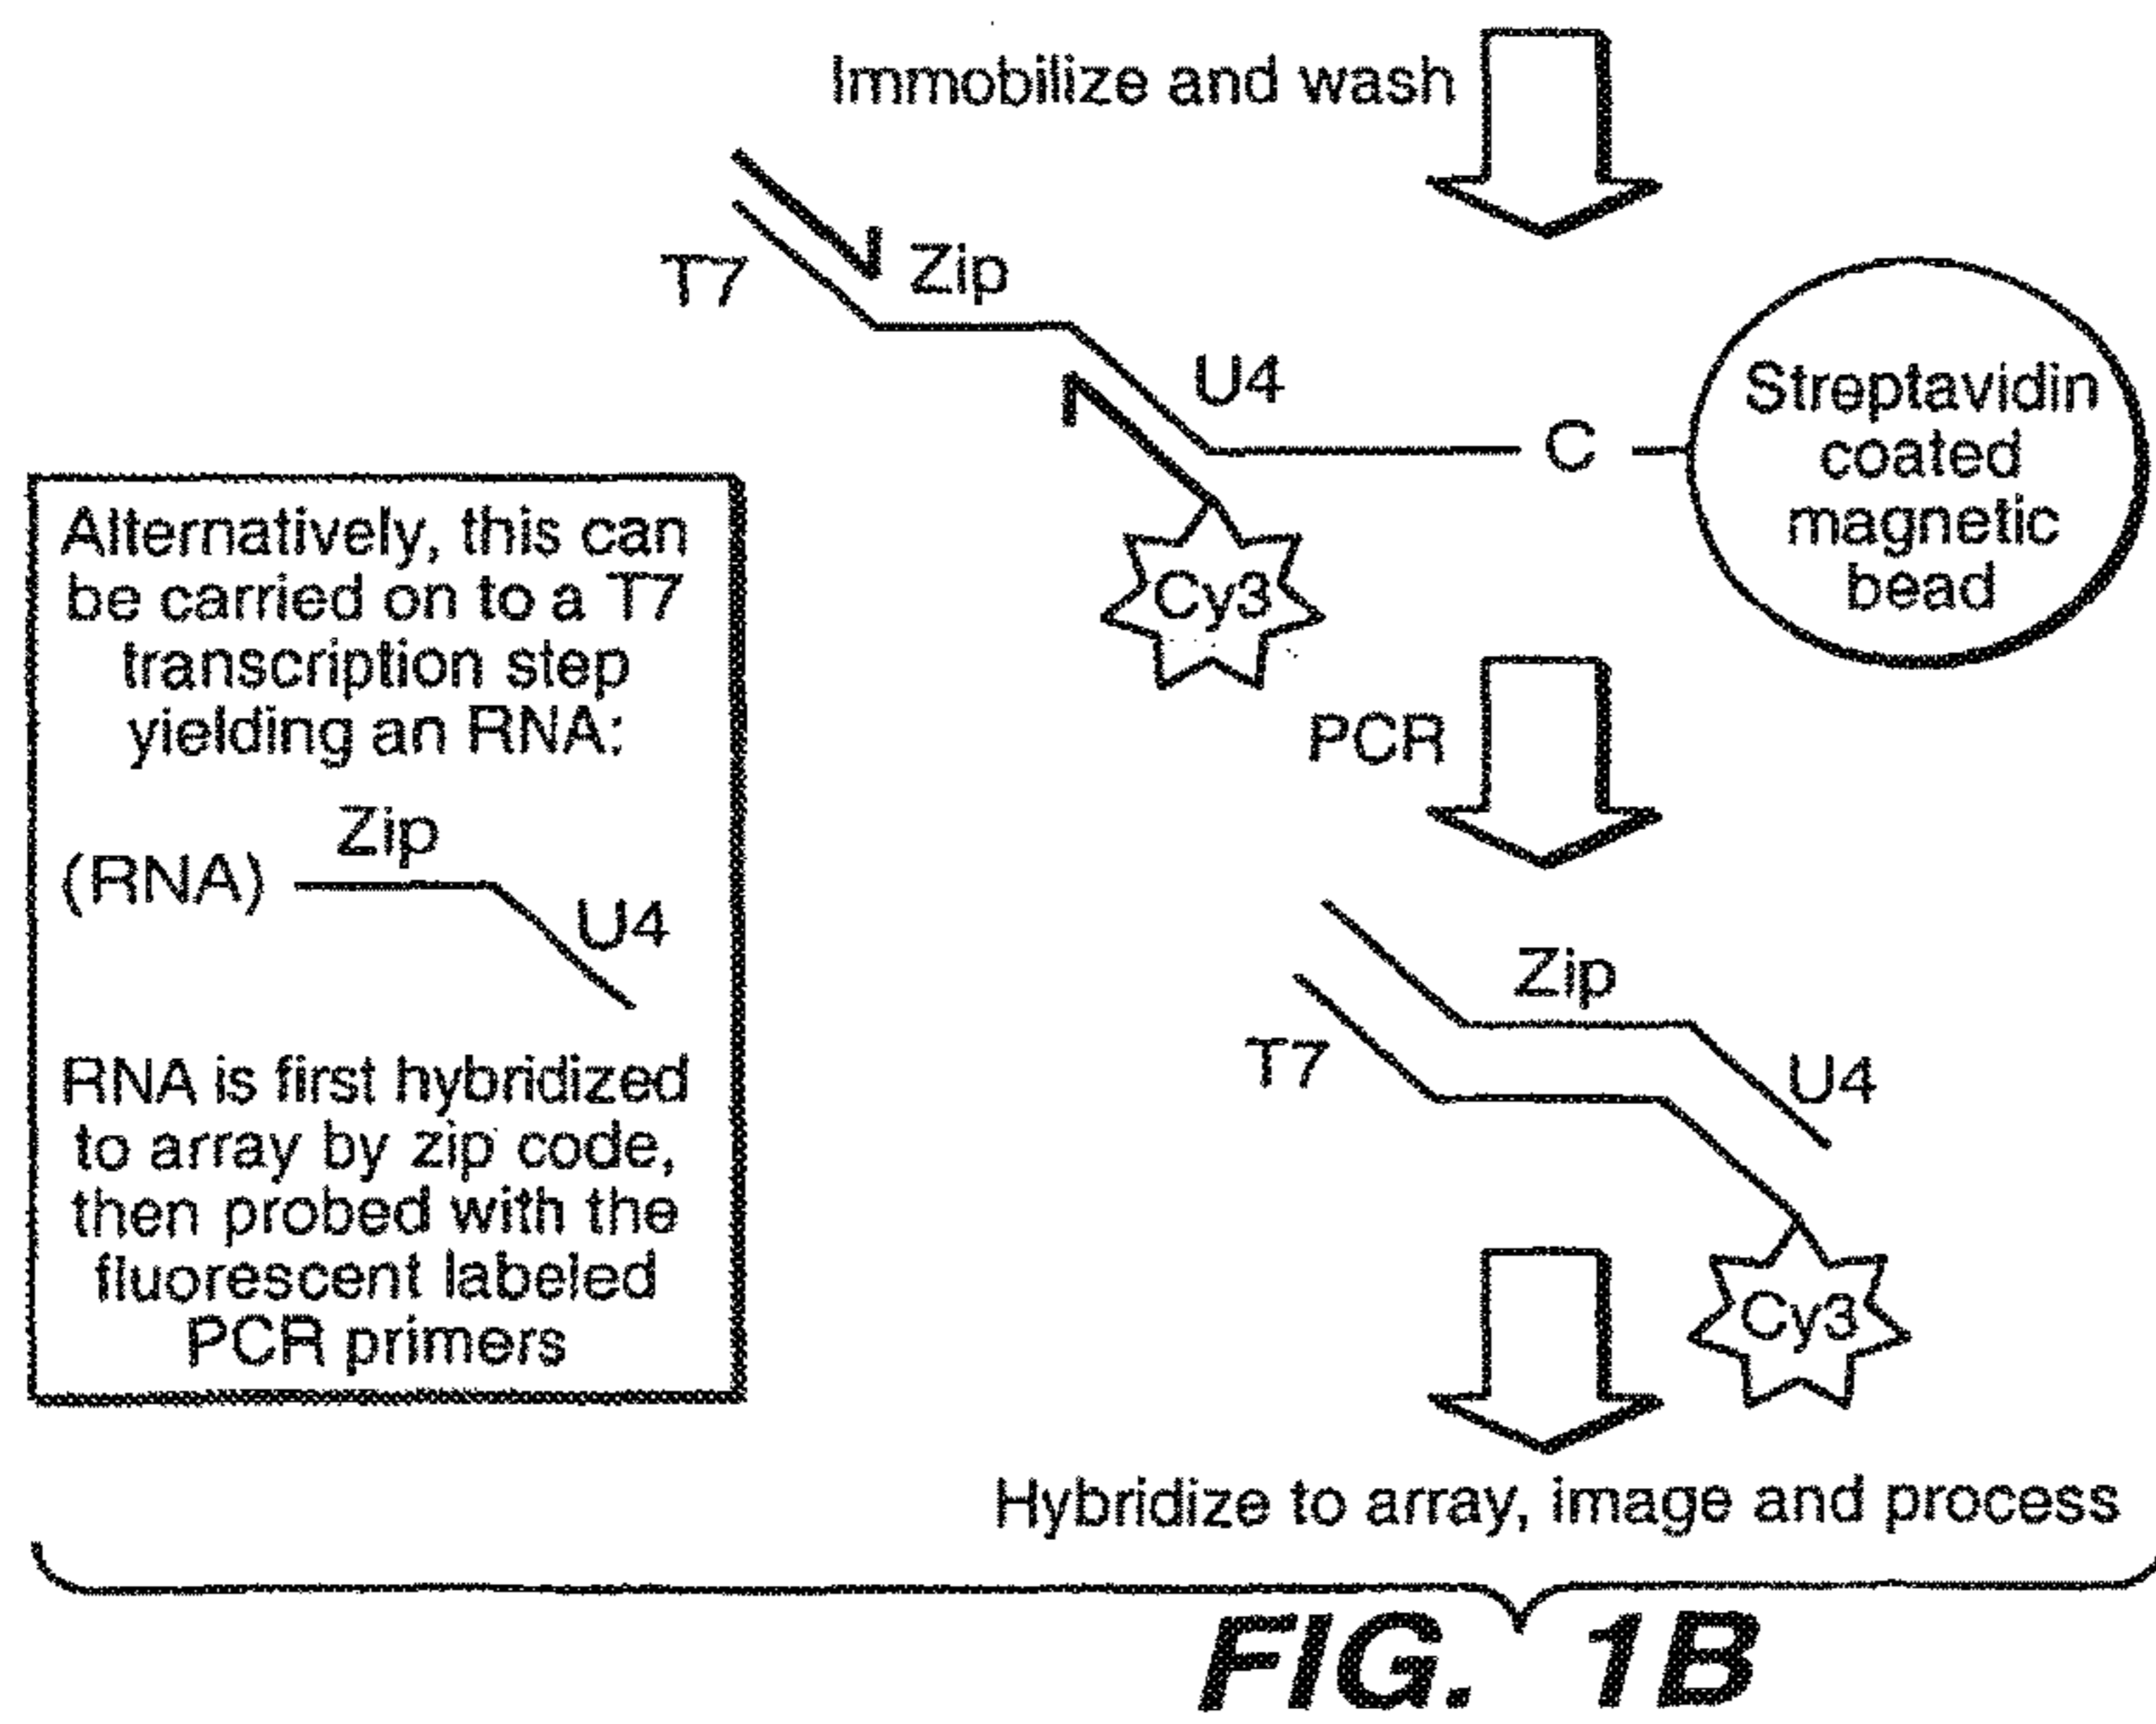 Immobilize and wash
T7
Zip
U4
C
Streptavidin
coated
magnetic
bead
Cy3
Alternatively, this can
be carried on to a T7
transcription step
yielding an RNA:
(RNA)
Zip
U4
RNA is first hybridized
to array by zip code,
then probed with the
fluorescent labeled
PCR primers
PCR
Zip
T7
U4
Cy3
Hybridize to array, image and process
FIG. 1B